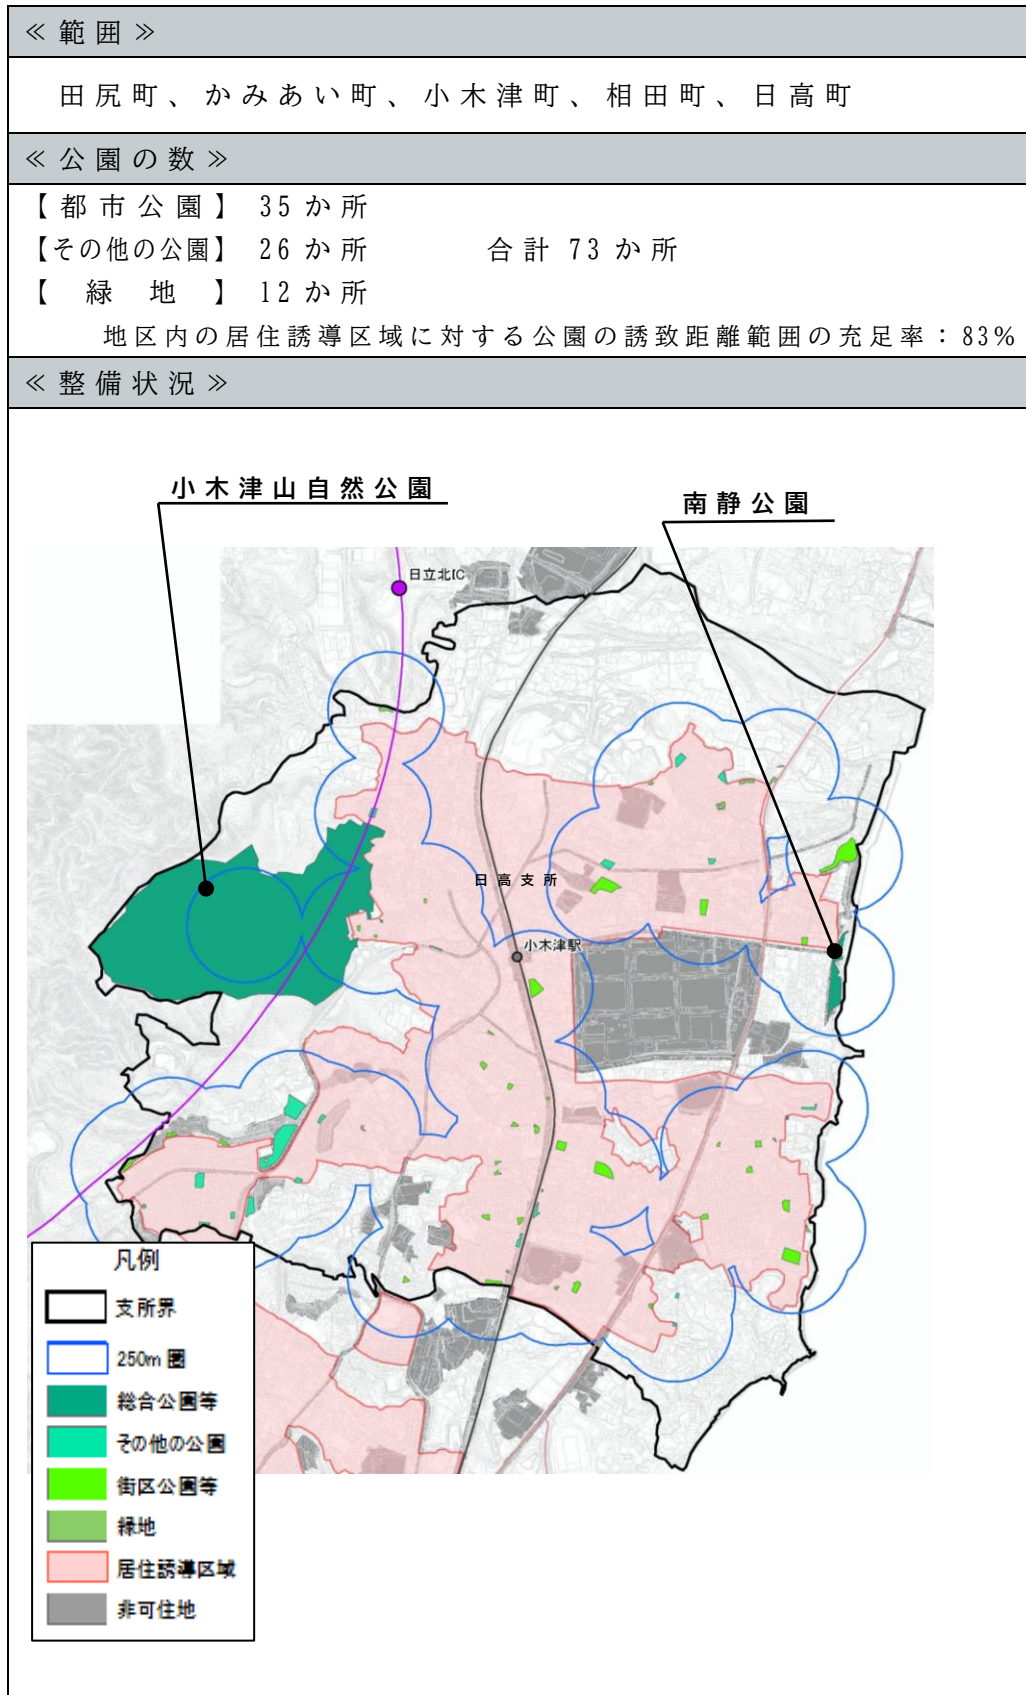 ≪範囲≫
田尻町、かみあい町、小木津町、相田町、日高町
≪公園の数≫
【都市公園】 35か所
【その他の公園】 26か所 合計 73か所
【緑地】 12か所
地区内の居住誘導区域に対する公園の誘致距離範囲の充足率：83%
≪整備状況≫
小木津山自然公園
南静公園
日立北IC
日高支所
小木津駅
凡例
支所界
250m圏
総合公園等
その他の公園
街区公園等
緑地
居住誘導区域
非可住地